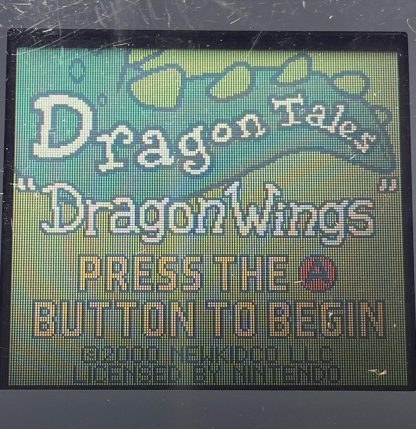 Dragon Tales
"DragonWings"
PRESS THE A
BUTTON TO BEGIN
©2000 NEWKIDCO LLC
LICENSED BY NINTENDO